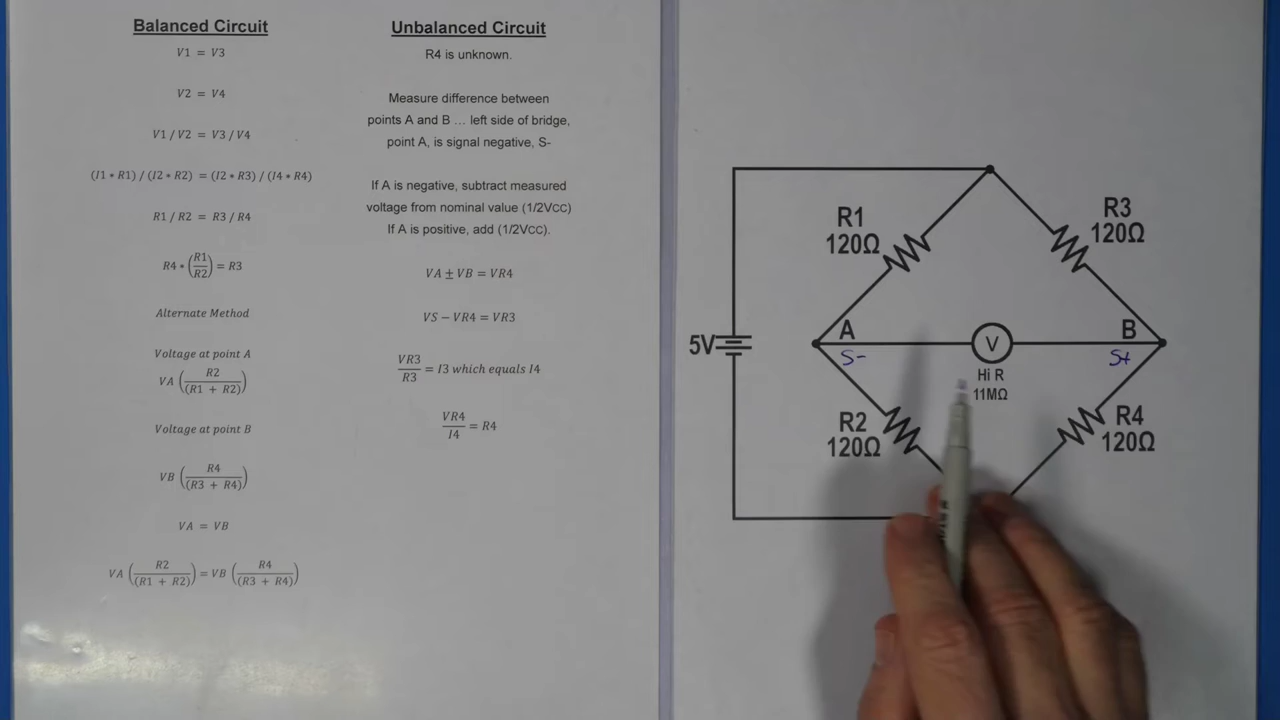 Balanced Circuit
V1 = V3
V2 = V4
V1 / V2 = V3 / V4
(I1 * R1) / (I2 * R2) = (I2 * R3) / (I4 * R4)
R1 / R2 = R3 / R4
R4 * (R1/R2) = R3
Alternate Method
Voltage at point A
VA (R2/(R1 + R2))
Voltage at point B
VB (R4/(R3 + R4))
VA = VB
VA (R2/(R1 + R2)) = VB (R4/(R3 + R4))
Unbalanced Circuit
R4 is unknown.
Measure difference between
points A and B ... left side of bridge,
point A, is signal negative, S-
If A is negative, subtract measured
voltage from nominal value (1/2VCC)
If A is positive, add (1/2VCC).
VA ± VB = VR4
VS − VR4 = VR3
VR3/R3 = I3 which equals I4
VR4/I4 = R4
R1
120Ω
R3
120Ω
5V
A
S-
V
B
S+
Hi R
11MΩ
R2
120Ω
R4
120Ω